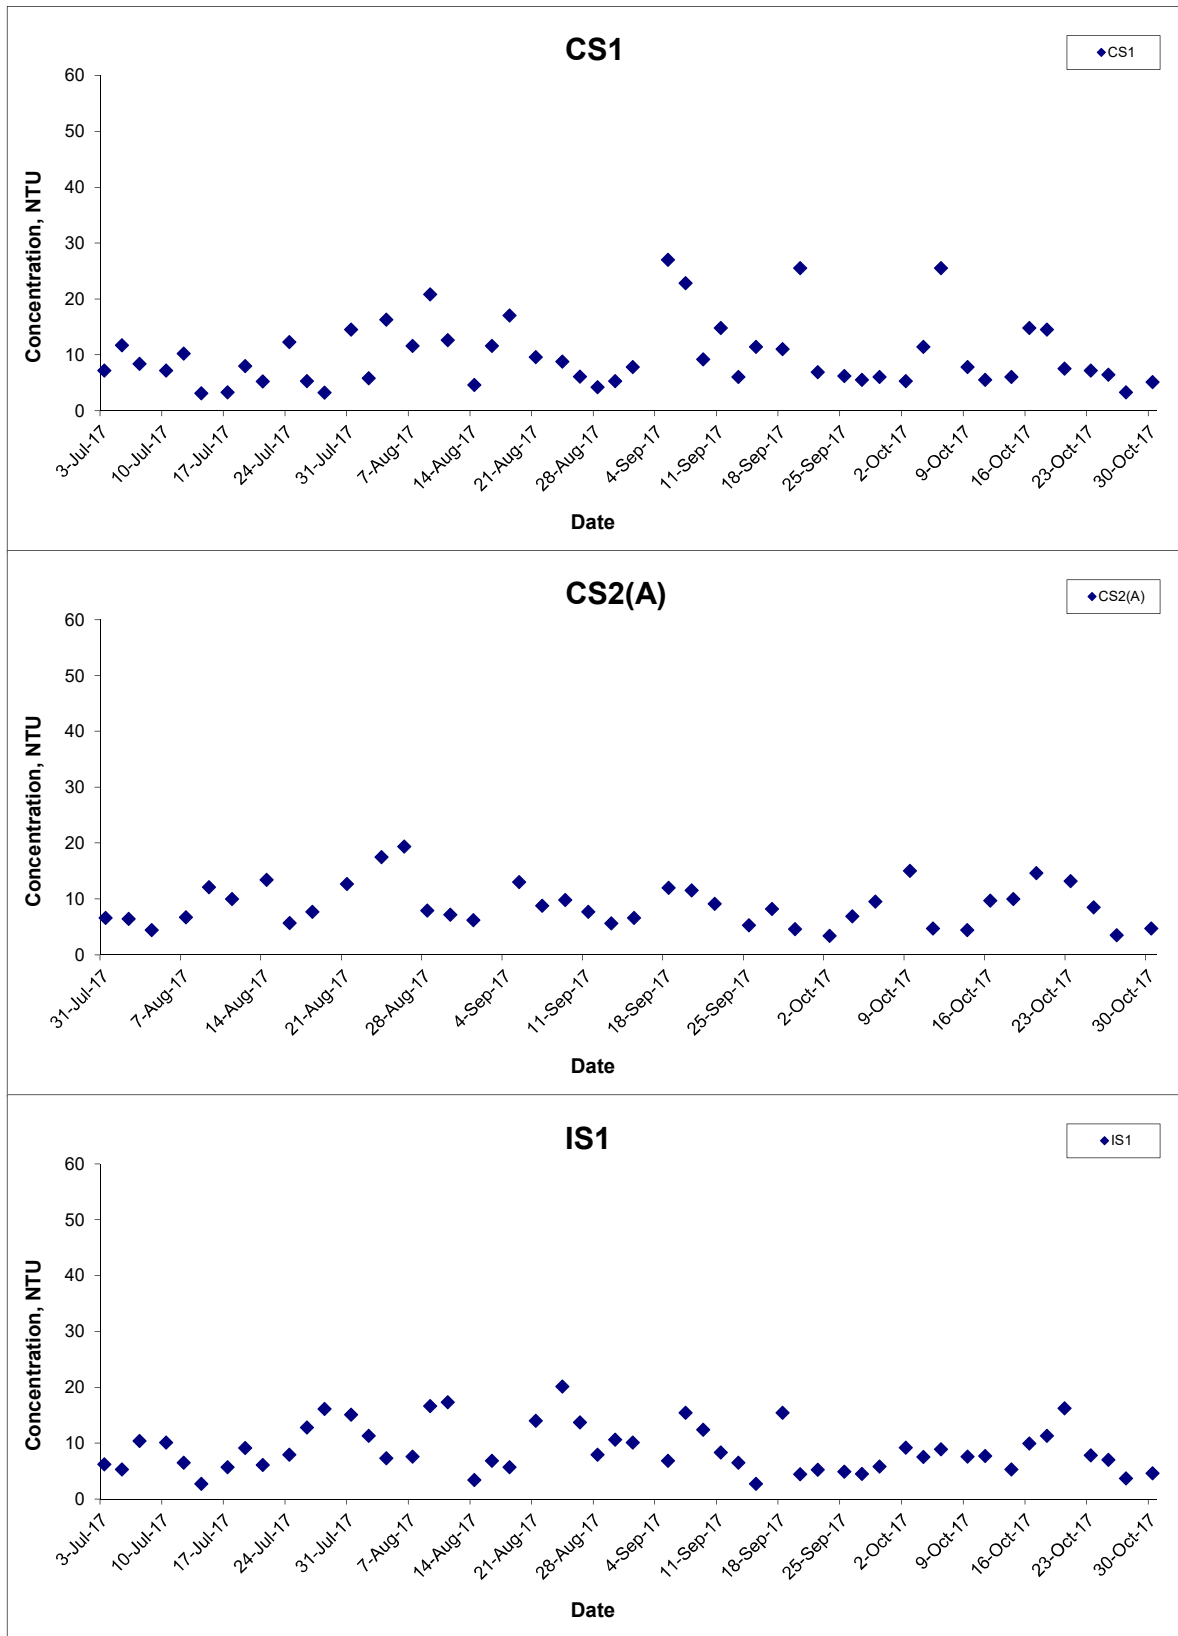 CS1
CS1
Concentration, NTU
60
50
40
30
20
10
0
3-Jul-17
10-Jul-17
17-Jul-17
24-Jul-17
31-Jul-17
7-Aug-17
14-Aug-17
21-Aug-17
28-Aug-17
4-Sep-17
11-Sep-17
18-Sep-17
25-Sep-17
2-Oct-17
9-Oct-17
16-Oct-17
23-Oct-17
30-Oct-17
Date
CS2(A)
CS2(A)
Concentration, NTU
60
50
40
30
20
10
0
31-Jul-17
7-Aug-17
14-Aug-17
21-Aug-17
28-Aug-17
4-Sep-17
11-Sep-17
18-Sep-17
25-Sep-17
2-Oct-17
9-Oct-17
16-Oct-17
23-Oct-17
30-Oct-17
Date
IS1
IS1
Concentration, NTU
60
50
40
30
20
10
0
3-Jul-17
10-Jul-17
17-Jul-17
24-Jul-17
31-Jul-17
7-Aug-17
14-Aug-17
21-Aug-17
28-Aug-17
4-Sep-17
11-Sep-17
18-Sep-17
25-Sep-17
2-Oct-17
9-Oct-17
16-Oct-17
23-Oct-17
30-Oct-17
Date